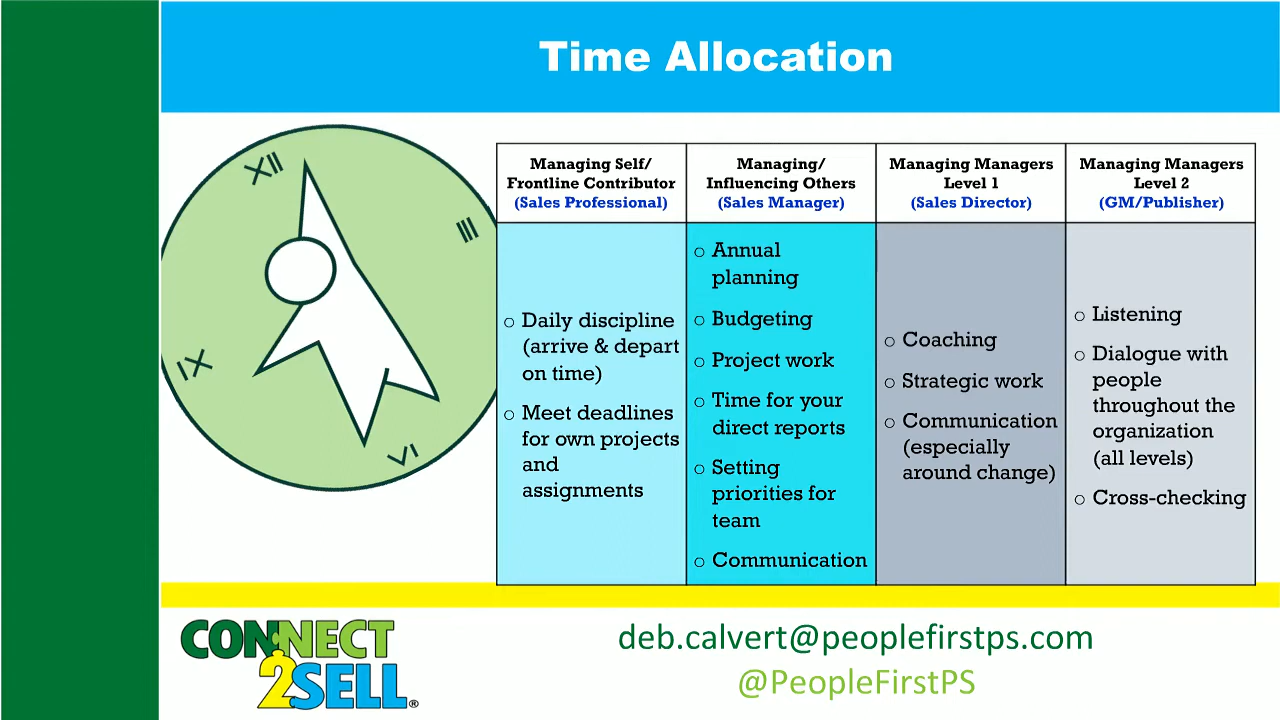 Time Allocation
XII
III
IX
VI
Managing Self/
Frontline Contributor
(Sales Professional)
Managing/
Influencing Others
(Sales Manager)
Managing Managers
Level 1
(Sales Director)
Managing Managers
Level 2
(GM/Publisher)
o Daily discipline
(arrive & depart
on time)
o Meet deadlines
for own projects
and
assignments
o Annual
planning
o Budgeting
o Project work
o Time for your
direct reports
o Setting
priorities for
team
o Communication
o Coaching
o Strategic work
o Communication
(especially
around change)
o Listening
o Dialogue with
people
throughout the
organization
(all levels)
o Cross-checking
CONNECT
2SELL®
deb.calvert@peoplefirstps.com
@PeopleFirstPS